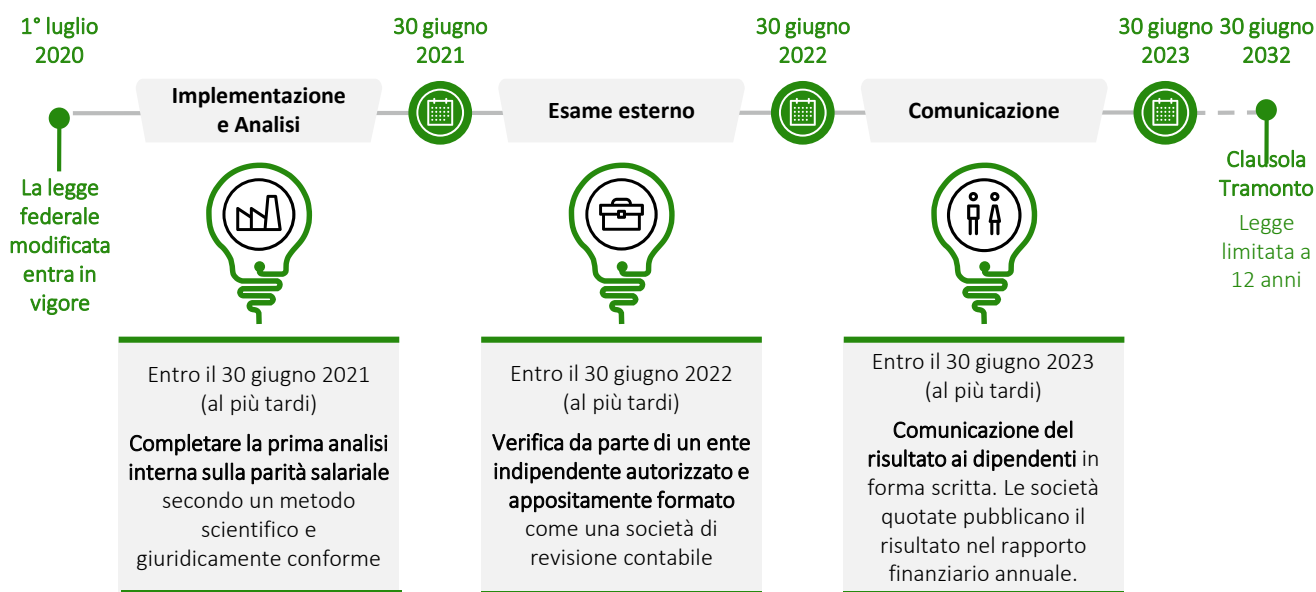 1° luglio
2020
30 giugno
2021
30 giugno
2022
30 giugno
2023
30 giugno
2032
Implementazione
e Analisi
Esame esterno
Comunicazione
La legge
federale
modificata
entra in
vigore
Clausola
Tramonto
Legge
limitata a
12 anni
Entro il 30 giugno 2021
(al più tardi)
Completare la prima analisi
interna sulla parità salariale
secondo un metodo
scientifico e
giuridicamente conforme
Entro il 30 giugno 2022
(al più tardi)
Verifica da parte di un ente
indipendente autorizzato e
appositamente formato
come una società di
revisione contabile
Entro il 30 giugno 2023
(al più tardi)
Comunicazione del
risultato ai dipendenti in
forma scritta. Le società
quotate pubblicano il
risultato nel rapporto
finanziario annuale.